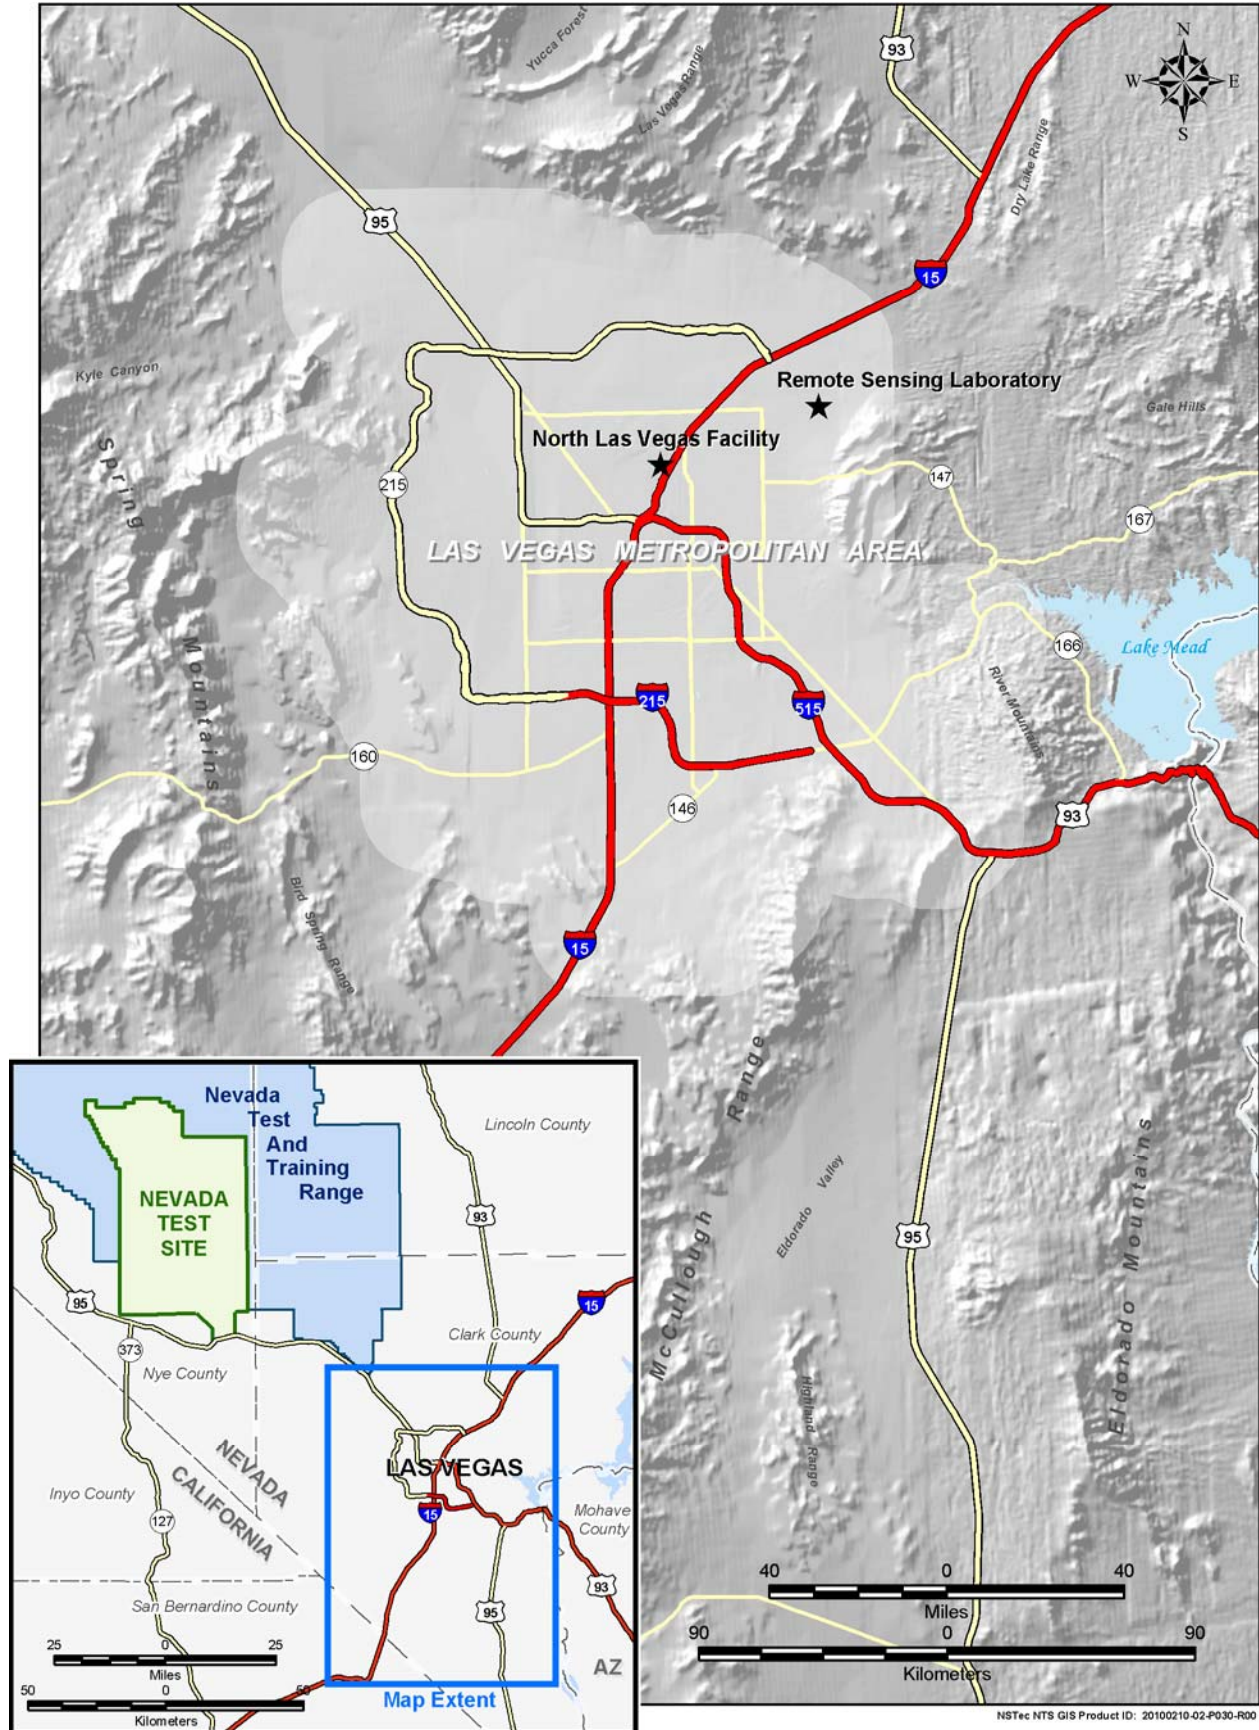 Yucca Forest
Las Vegas Range
93
N
W E
S
Dry Lake Range
95
15
Kyle Canyon
Remote Sensing Laboratory
Gale Hills
North Las Vegas Facility
Spring
Mountains
215
147
167
LAS VEGAS METROPOLITAN AREA
Lake Mead
166
River Mountains
215
515
160
146
93
Bird Spring Range
15
McCullough Range
Eldorado Valley
95
Eldorado Mountains
Highland Range
40 0 40
Miles
90 0 90
Kilometers
Nevada
Test
And
Training
Range
Lincoln County
NEVADA
TEST
SITE
93
95
15
Clark County
373
Nye County
NEVADA
CALIFORNIA
LAS VEGAS
Inyo County
15
Mohave
County
127
93
San Bernardino County
95
25 0 25
Miles
AZ
50 0 50
Kilometers
Map Extent
NSTec NTS GIS Product ID: 20100210-02-P030-R00